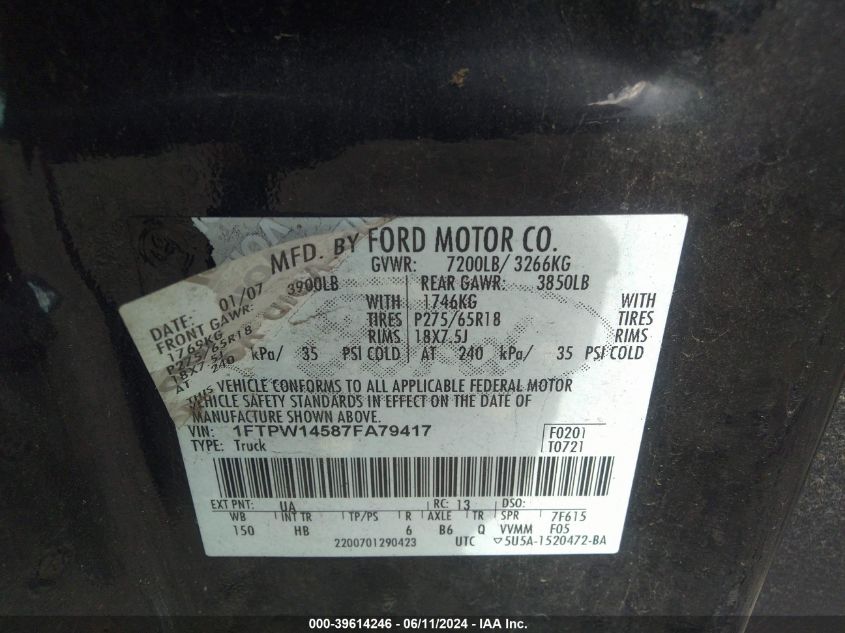 MFD. BY FORD MOTOR CO.
DATE: 01/07 GVWR: 7200LB/ 3266KG
FRONT GAWR: 3900LB REAR GAWR: 3850LB
1769KG WITH 1746KG WITH
P275/65R18 TIRES P275/65R18 TIRES
18X7.5J RIMS 18X7.5J RIMS
AT 240 kPa/ 35 PSI COLD AT 240 kPa/ 35 PSI COLD
THIS VEHICLE CONFORMS TO ALL APPLICABLE FEDERAL MOTOR
VEHICLE SAFETY STANDARDS IN EFFECT ON THE DATE OF
MANUFACTURE SHOWN ABOVE.
VIN: 1FTPW14587FA79417 F0201
TYPE: Truck T0721
EXT PNT: UA RC: 13 DSO:
WB INT TR TP/PS R AXLE TR SPR 7F615
150 HB 6 B6 Q VVMM F05
2200701290423 UTC ▽5U5A-1520472-BA
000-39614246 - 06/11/2024 - IAA Inc.